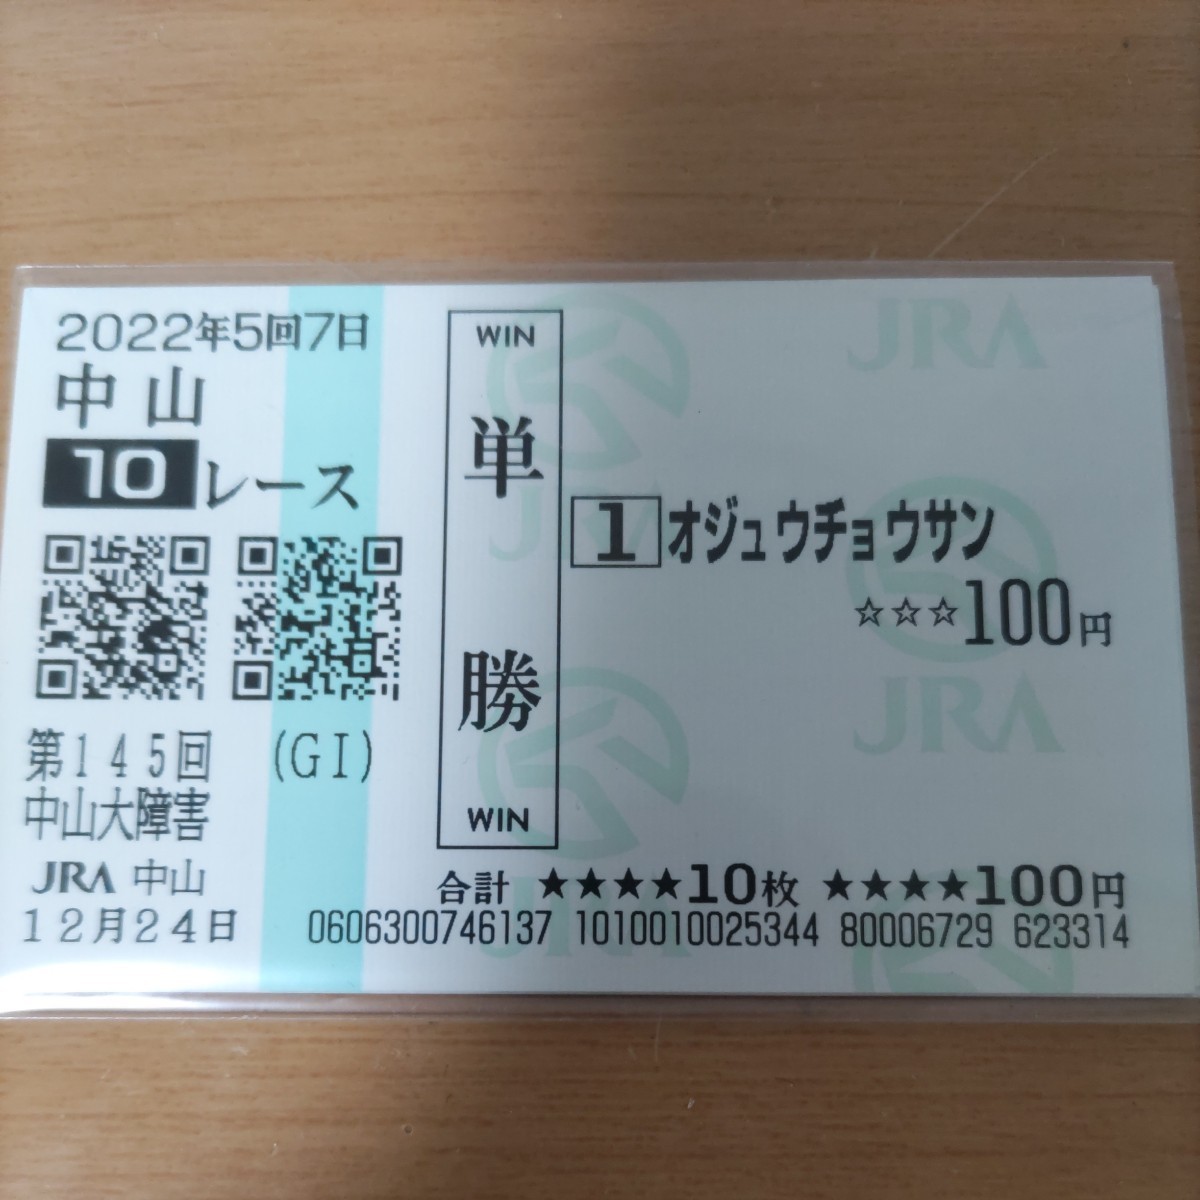 2022年5回7日
中山
10レース
第145回 (GI)
中山大障害
JRA 中山
12月24日
WIN
単勝
WIN
1 オジュウチョウサン
☆☆☆100円
合計 ★★★★10枚 ★★★★100円
0606300746137 1010010025344 80006729 623314
JRA
JRA
JRA